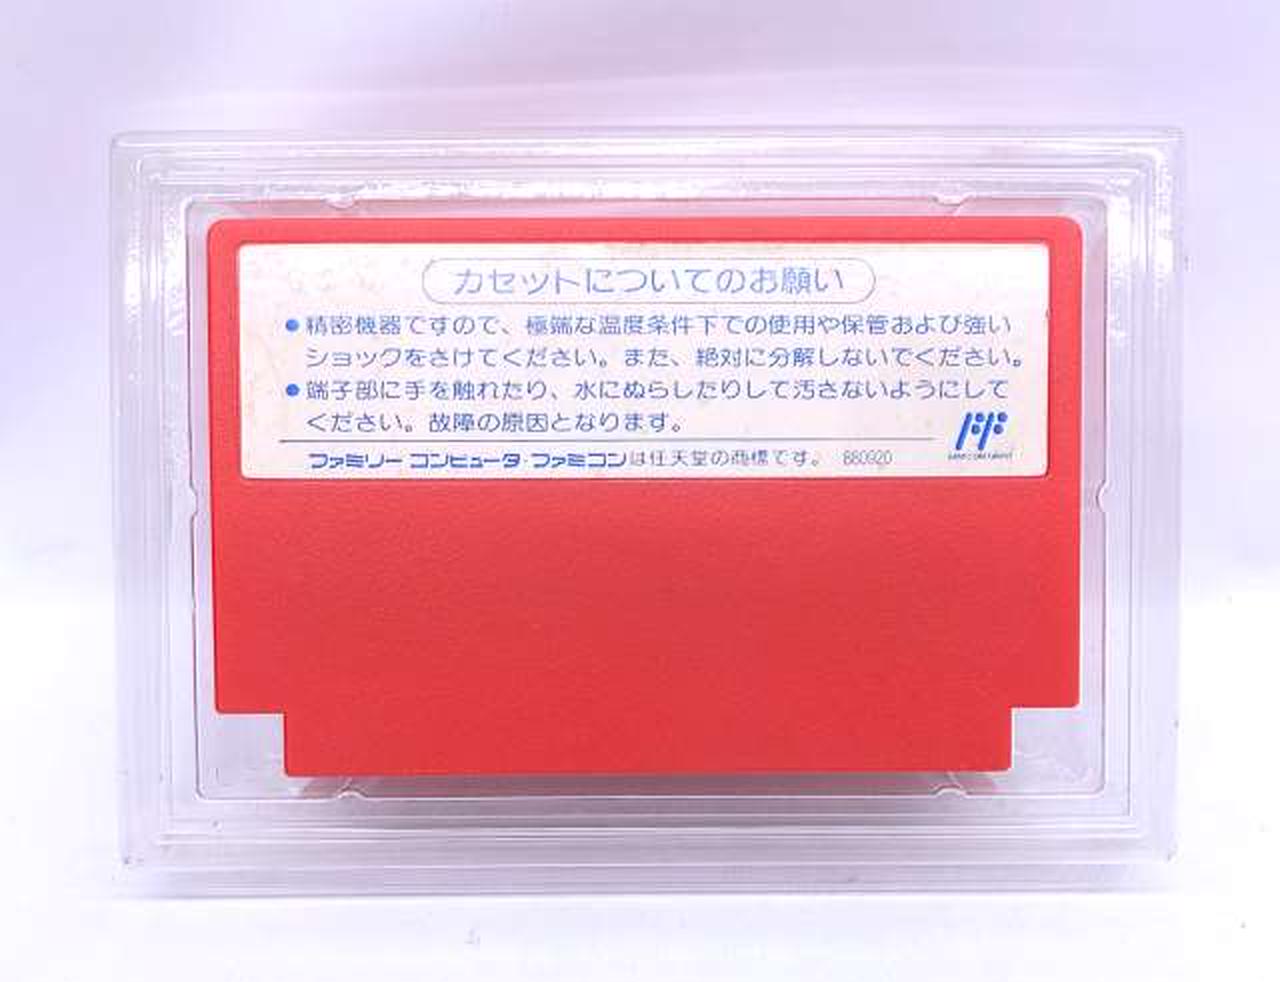 カセットについてのお願い
●精密機器ですので、極端な温度条件下での使用や保管および強い
ショックをさけてください。また、絶対に分解しないでください。
●端子部に手を触れたり、水にぬらしたりして汚さないようにして
ください。故障の原因となります。
ファミリー コンピュータ・ファミコンは任天堂の商標です。 880920